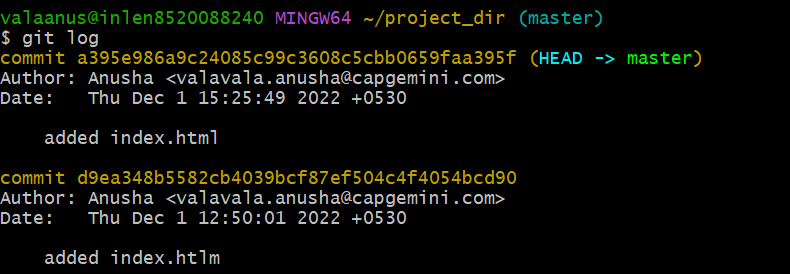 valaanus@inlen8520088240 MINGW64 ~/project_dir (master)
$ git log
commit a395e986a9c24085c99c3608c5cbb0659faa395f (HEAD -> master)
Author: Anusha <valavala.anusha@capgemini.com>
Date:   Thu Dec 1 15:25:49 2022 +0530
    added index.html
commit d9ea348b5582cb4039bcf87ef504c4f4054bcd90
Author: Anusha <valavala.anusha@capgemini.com>
Date:   Thu Dec 1 12:50:01 2022 +0530
    added index.htlm